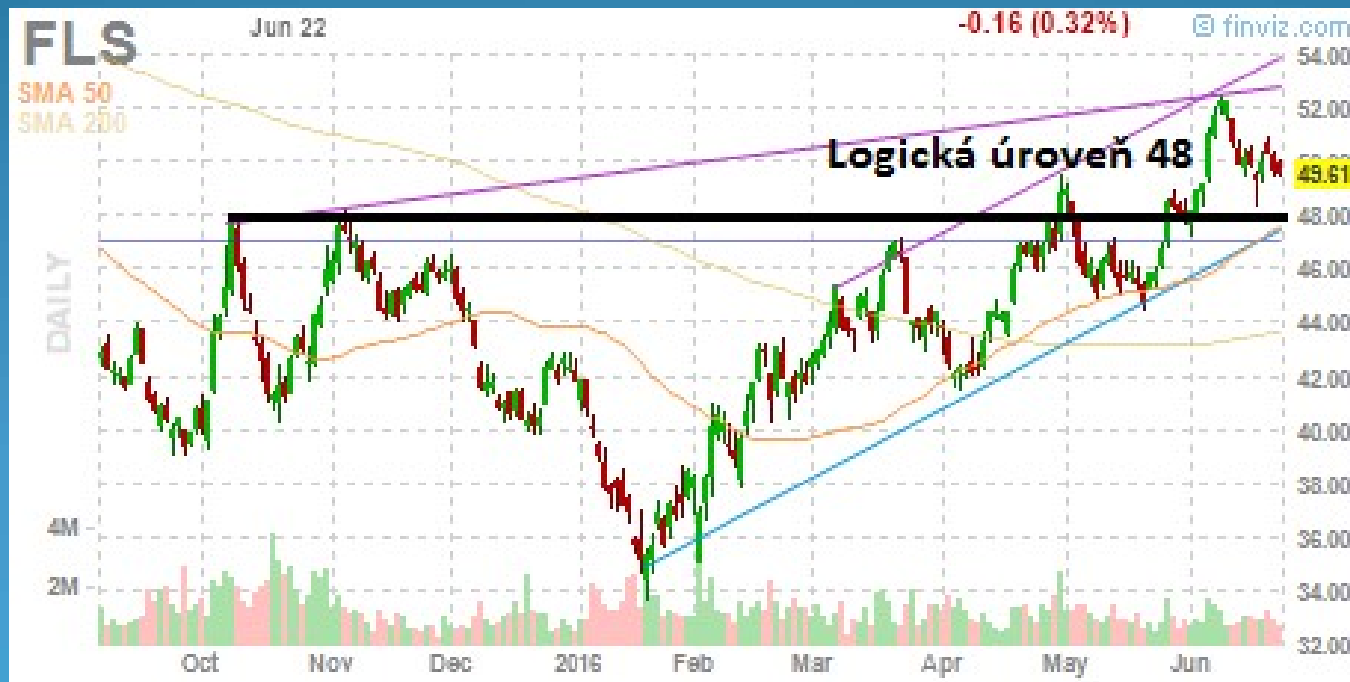 FLS
Jun 22
-0.16 (0.32%)
© finviz.com
SMA 50
SMA 200
Logická úroveň 48
DAILY
54.00
52.00
50.00
49.61
48.00
46.00
44.00
42.00
40.00
38.00
36.00
34.00
32.00
4M
2M
Oct Nov Dec 2016 Feb Mar Apr May Jun